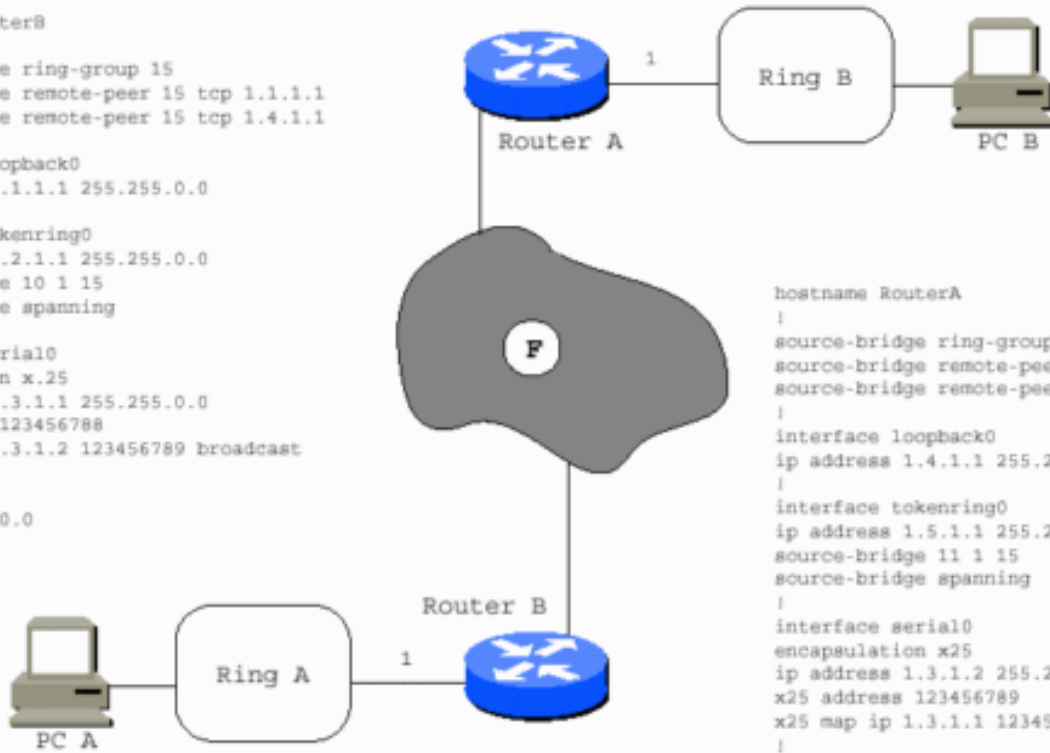 ter8
e ring-group 15
e remote-peer 15 tcp 1.1.1.1
e remote-peer 15 tcp 1.4.1.1
opback0
.1.1.1 255.255.0.0
kenring0
.2.1.1 255.255.0.0
e 10 1 15
e spanning
rial0
n x.25
.3.1.1 255.255.0.0
123456788
.3.1.2 123456789 broadcast
0.0
1
Ring B
Router A
PC B
F
hostname RouterA
!
source-bridge ring-group
source-bridge remote-pee
source-bridge remote-pee
!
interface loopback0
ip address 1.4.1.1 255.2
!
interface tokenring0
ip address 1.5.1.1 255.2
source-bridge 11 1 15
source-bridge spanning
!
interface serial0
encapsulation x25
ip address 1.3.1.2 255.2
x25 address 123456789
x25 map ip 1.3.1.1 12345
!
Router B
Ring A
1
PC A